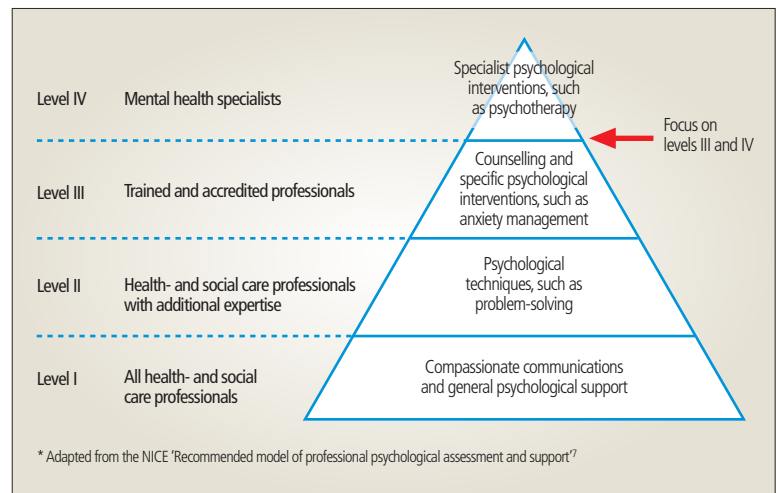 Specialist psychological
interventions, such
as psychotherapy
Level IV Mental health specialists
Focus on
levels III and IV
Counselling and
specific psychological
interventions, such as
anxiety management
Level III Trained and accredited professionals
Psychological
techniques, such as
problem-solving
Level II Health- and social care professionals
with additional expertise
Compassionate communications
and general psychological support
Level I All health- and social
care professionals
* Adapted from the NICE ‘Recommended model of professional psychological assessment and support’7